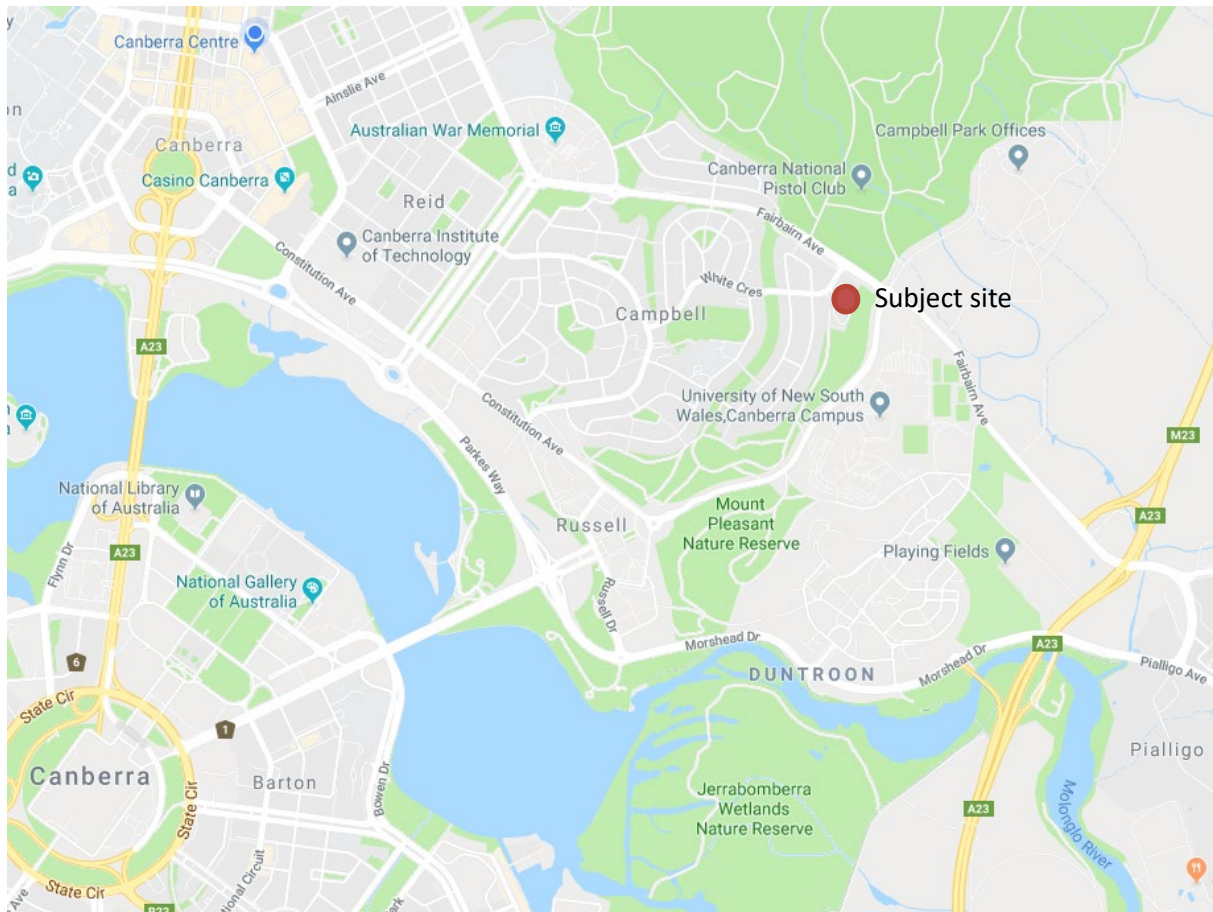 Canberra Centre
Ainslie Ave
Australian War Memorial
Campbell Park Offices
Canberra
Canberra National
Pistol Club
Casino Canberra
Reid
Fairbairn Ave
Canberra Institute
of Technology
Constitution Ave
White Cres
Subject site
Campbell
A23
Fairbairn Ave
University of New South
Wales,Canberra Campus
Constitution Ave
M23
Parkes Way
National Library
of Australia
Mount
Pleasant
Nature Reserve
A23
Russell
A23
Flynn Dr
Playing Fields
National Gallery
of Australia
Russell Dr
Morshead Dr
A23
6
DUNTROON
Morshead Dr
Pialligo Ave
State Cir
1
Pialligo
Canberra
Barton
Bowen Dr
State Cir
Jerrabomberra
Wetlands
Nature Reserve
A23
Molonglo River
State Cir